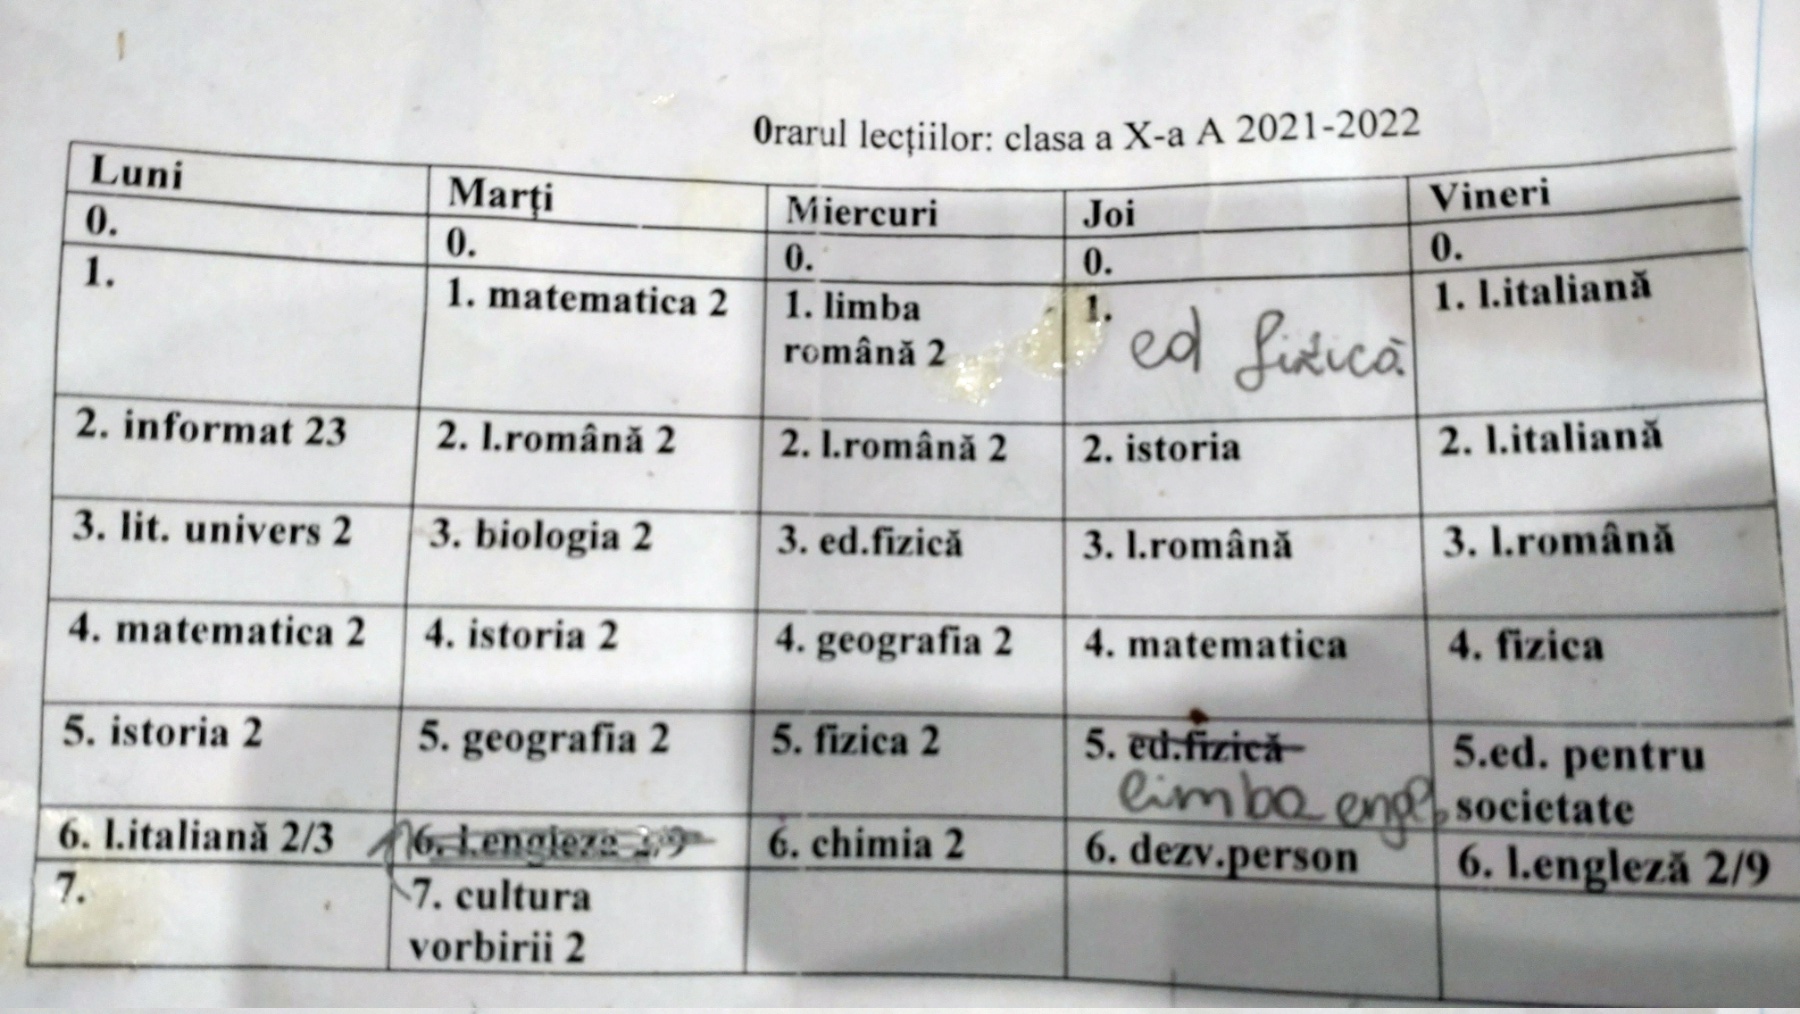 Orarul lecțiilor: clasa a X-a A 2021-2022
Luni
Marți
Miercuri
Joi
Vineri
0.
0.
0.
0.
0.
1.
1. matematica 2
1. limba
română 2
1.
ed fizică
1. l.italiană
2. informat 23
2. l.română 2
2. l.română 2
2. istoria
2. l.italiană
3. lit. univers 2
3. biologia 2
3. ed.fizică
3. l.română
3. l.română
4. matematica 2
4. istoria 2
4. geografia 2
4. matematica
4. fizica
5. istoria 2
5. geografia 2
5. fizica 2
5. ed.fizică
limba engl
5.ed. pentru
societate
6. l.italiană 2/3
6. l.engleza 2/9
6. chimia 2
6. dezv.person
6. l.engleză 2/9
7.
7. cultura
vorbirii 2